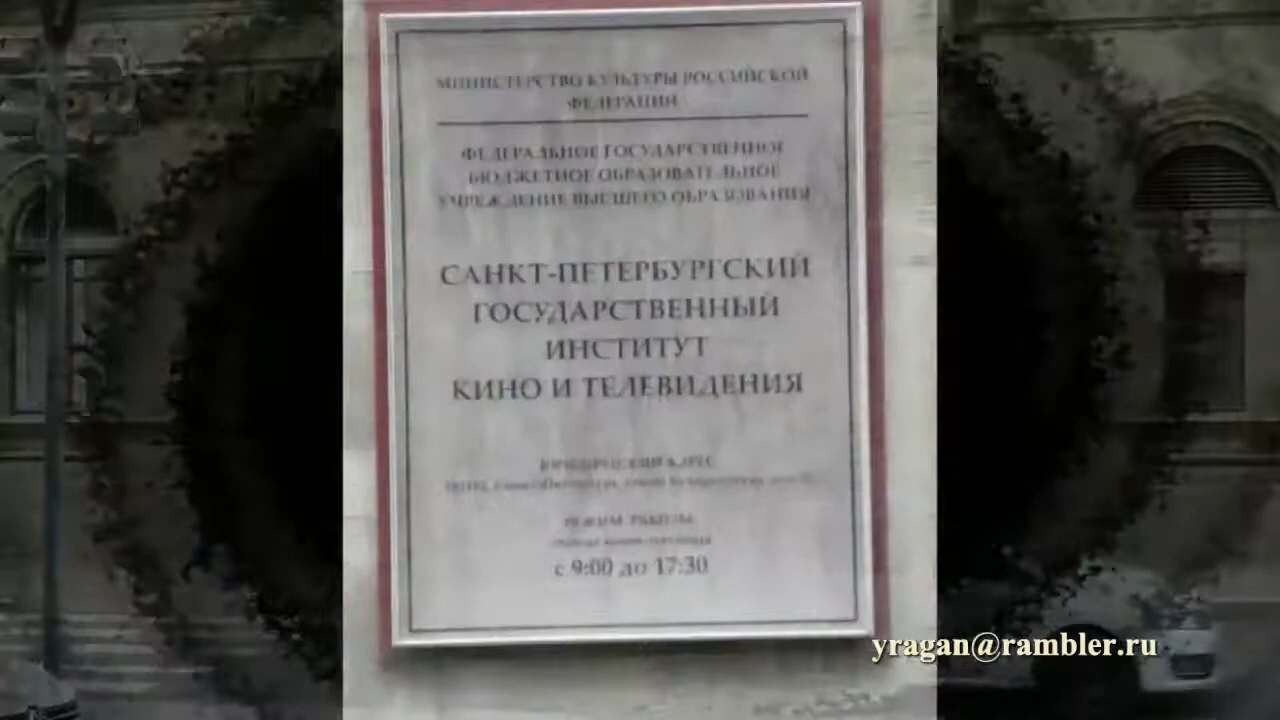 МИНИСТЕРСТВО КУЛЬТУРЫ РОССИЙСКОЙ
ФЕДЕРАЦИИ
ФЕДЕРАЛЬНОЕ ГОСУДАРСТВЕННОЕ
БЮДЖЕТНОЕ ОБРАЗОВАТЕЛЬНОЕ
УЧРЕЖДЕНИЕ ВЫСШЕГО ОБРАЗОВАНИЯ
САНКТ-ПЕТЕРБУРГСКИЙ
ГОСУДАРСТВЕННЫЙ
ИНСТИТУТ
КИНО И ТЕЛЕВИДЕНИЯ
ЮРИДИЧЕСКИЙ АДРЕС
РЕЖИМ РАБОТЫ
с 9:00 до 17:30
yragan@rambler.ru